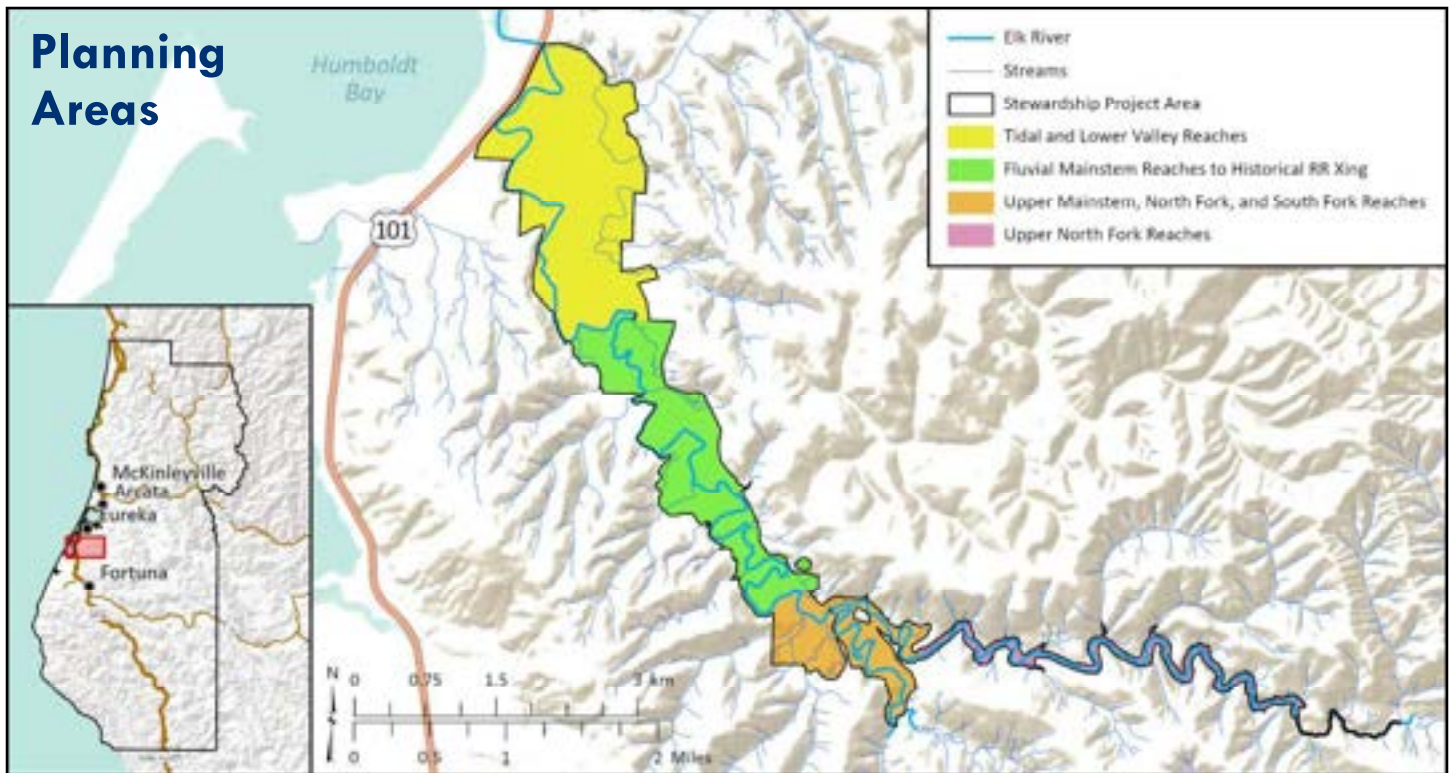 Planning
Areas
Humboldt
Bay
101
Elk River
Streams
Stewardship Project Area
Tidal and Lower Valley Reaches
Fluvial Mainstem Reaches to Historical RR Xing
Upper Mainstem, North Fork, and South Fork Reaches
Upper North Fork Reaches
McKinleyville
Arcata
Eureka
Fortuna
N
0 0.75 1.5 3 km
0 0.5 1 2 Miles